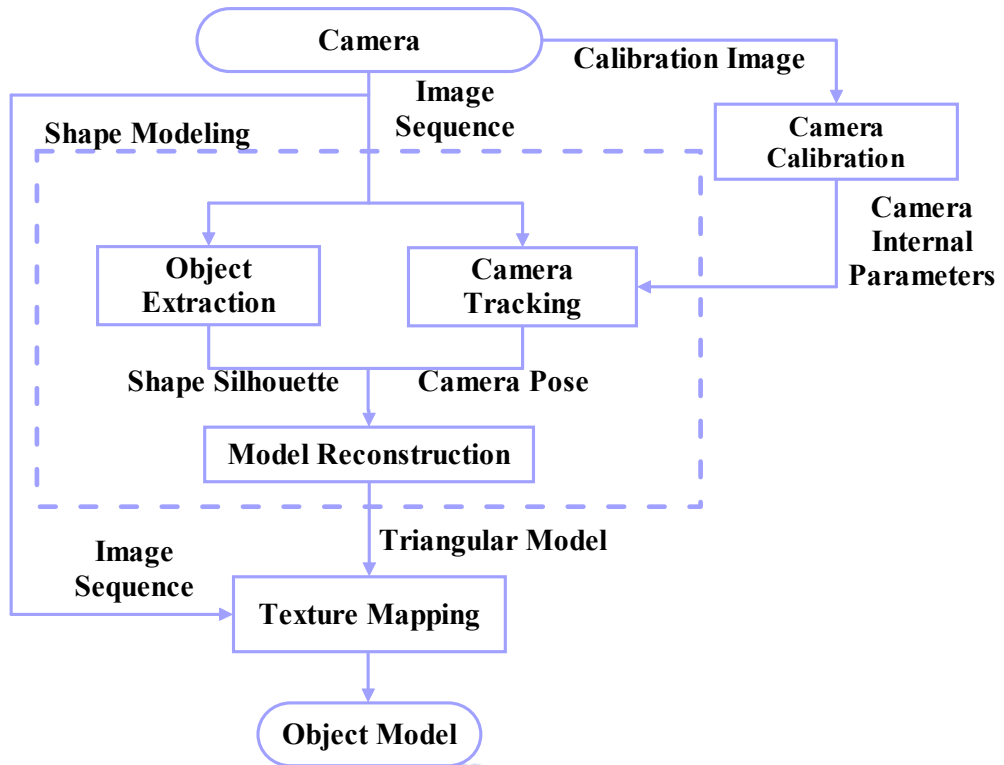 Camera
Calibration Image
Image
Sequence
Shape Modeling
Camera
Calibration
Camera
Internal
Parameters
Object
Extraction
Camera
Tracking
Shape Silhouette
Camera Pose
Model Reconstruction
Triangular Model
Image
Sequence
Texture Mapping
Object Model